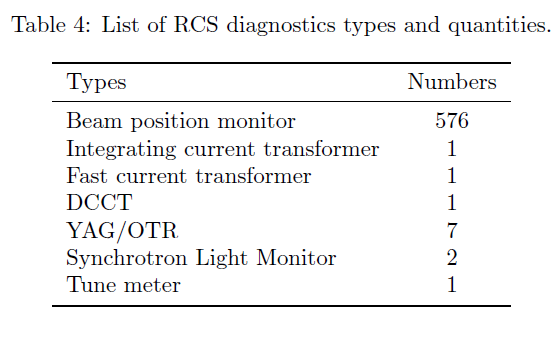 Table 4: List of RCS diagnostics types and quantities.
Types Numbers
Beam position monitor 576
Integrating current transformer 1
Fast current transformer 1
DCCT 1
YAG/OTR 7
Synchrotron Light Monitor 2
Tune meter 1